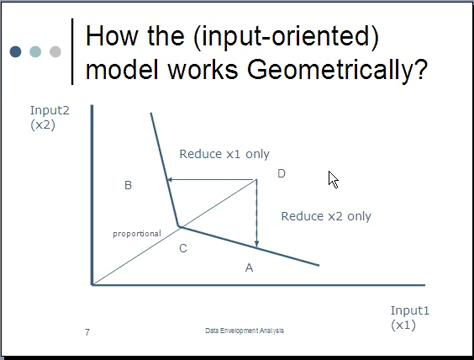 How the (input-oriented)
model works Geometrically?
Input2
(x2)
Reduce x1 only
D
B
Reduce x2 only
proportional
C
A
Input1
(x1)
7
Data Envelopment Analysis